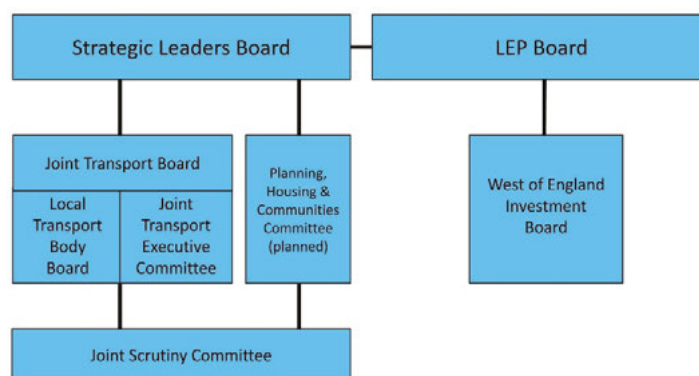 Strategic Leaders Board
LEP Board
Joint Transport Board
Local
Transport
Body
Board
Joint
Transport
Executive
Committee
Planning,
Housing &
Communities
Committee
(planned)
West of England
Investment
Board
Joint Scrutiny Committee